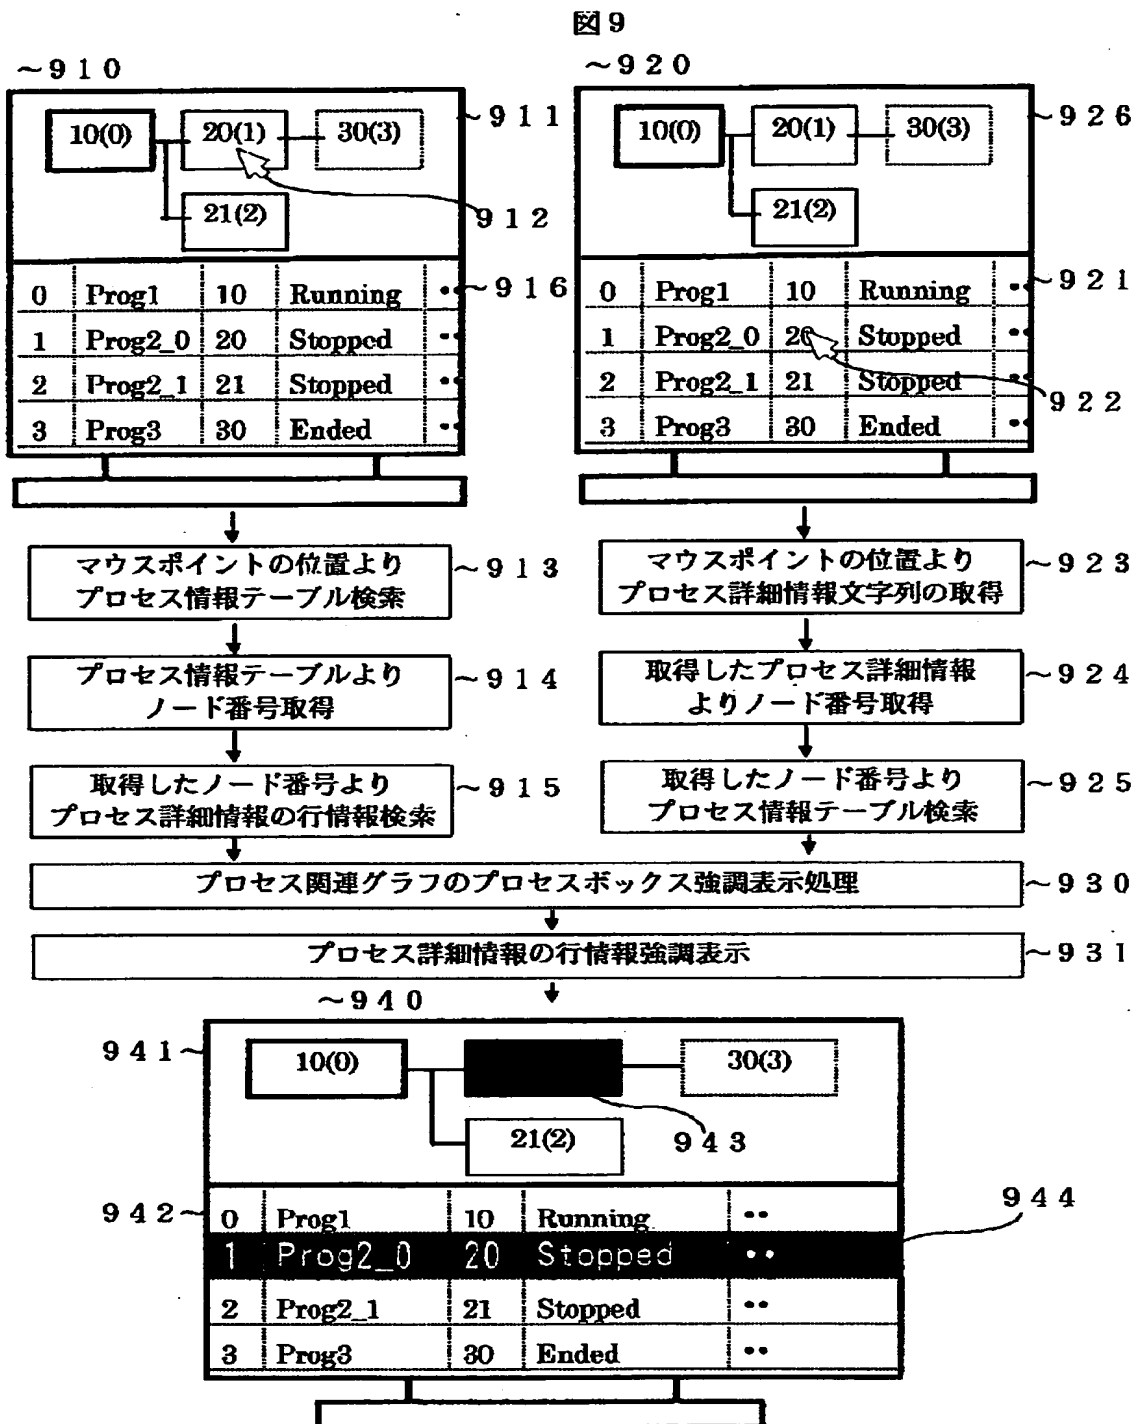 図9
～910
10(0) 20(1) 30(3)
911
21(2)
912
0 Prog1 10 Running ••
916
1 Prog2_0 20 Stopped ••
2 Prog2_1 21 Stopped ••
3 Prog3 30 Ended ••
～920
10(0) 20(1) 30(3)
926
21(2)
0 Prog1 10 Running ••
921
1 Prog2_0 20 Stopped ••
2 Prog2_1 21 Stopped ••
922
3 Prog3 30 Ended ••
マウスポイントの位置より
プロセス情報テーブル検索
～913
プロセス情報テーブルより
ノード番号取得
～914
取得したノード番号より
プロセス詳細情報の行情報検索
～915
マウスポイントの位置より
プロセス詳細情報文字列の取得
～923
取得したプロセス詳細情報
よりノード番号取得
～924
取得したノード番号より
プロセス情報テーブル検索
～925
プロセス関連グラフのプロセスボックス強調表示処理
～930
プロセス詳細情報の行情報強調表示
～931
～940
941～
10(0) 30(3)
21(2)
943
942～
0 Prog1 10 Running ••
944
1 Prog2_0 20 Stopped ••
2 Prog2_1 21 Stopped ••
3 Prog3 30 Ended ••